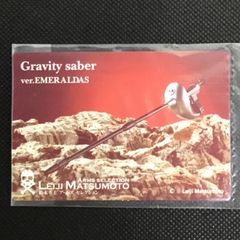 Gravity saber
ver.EMERALDAS
ARMS SELECTION
LEIJI MATSUMOTO
© Leiji Matsumoto